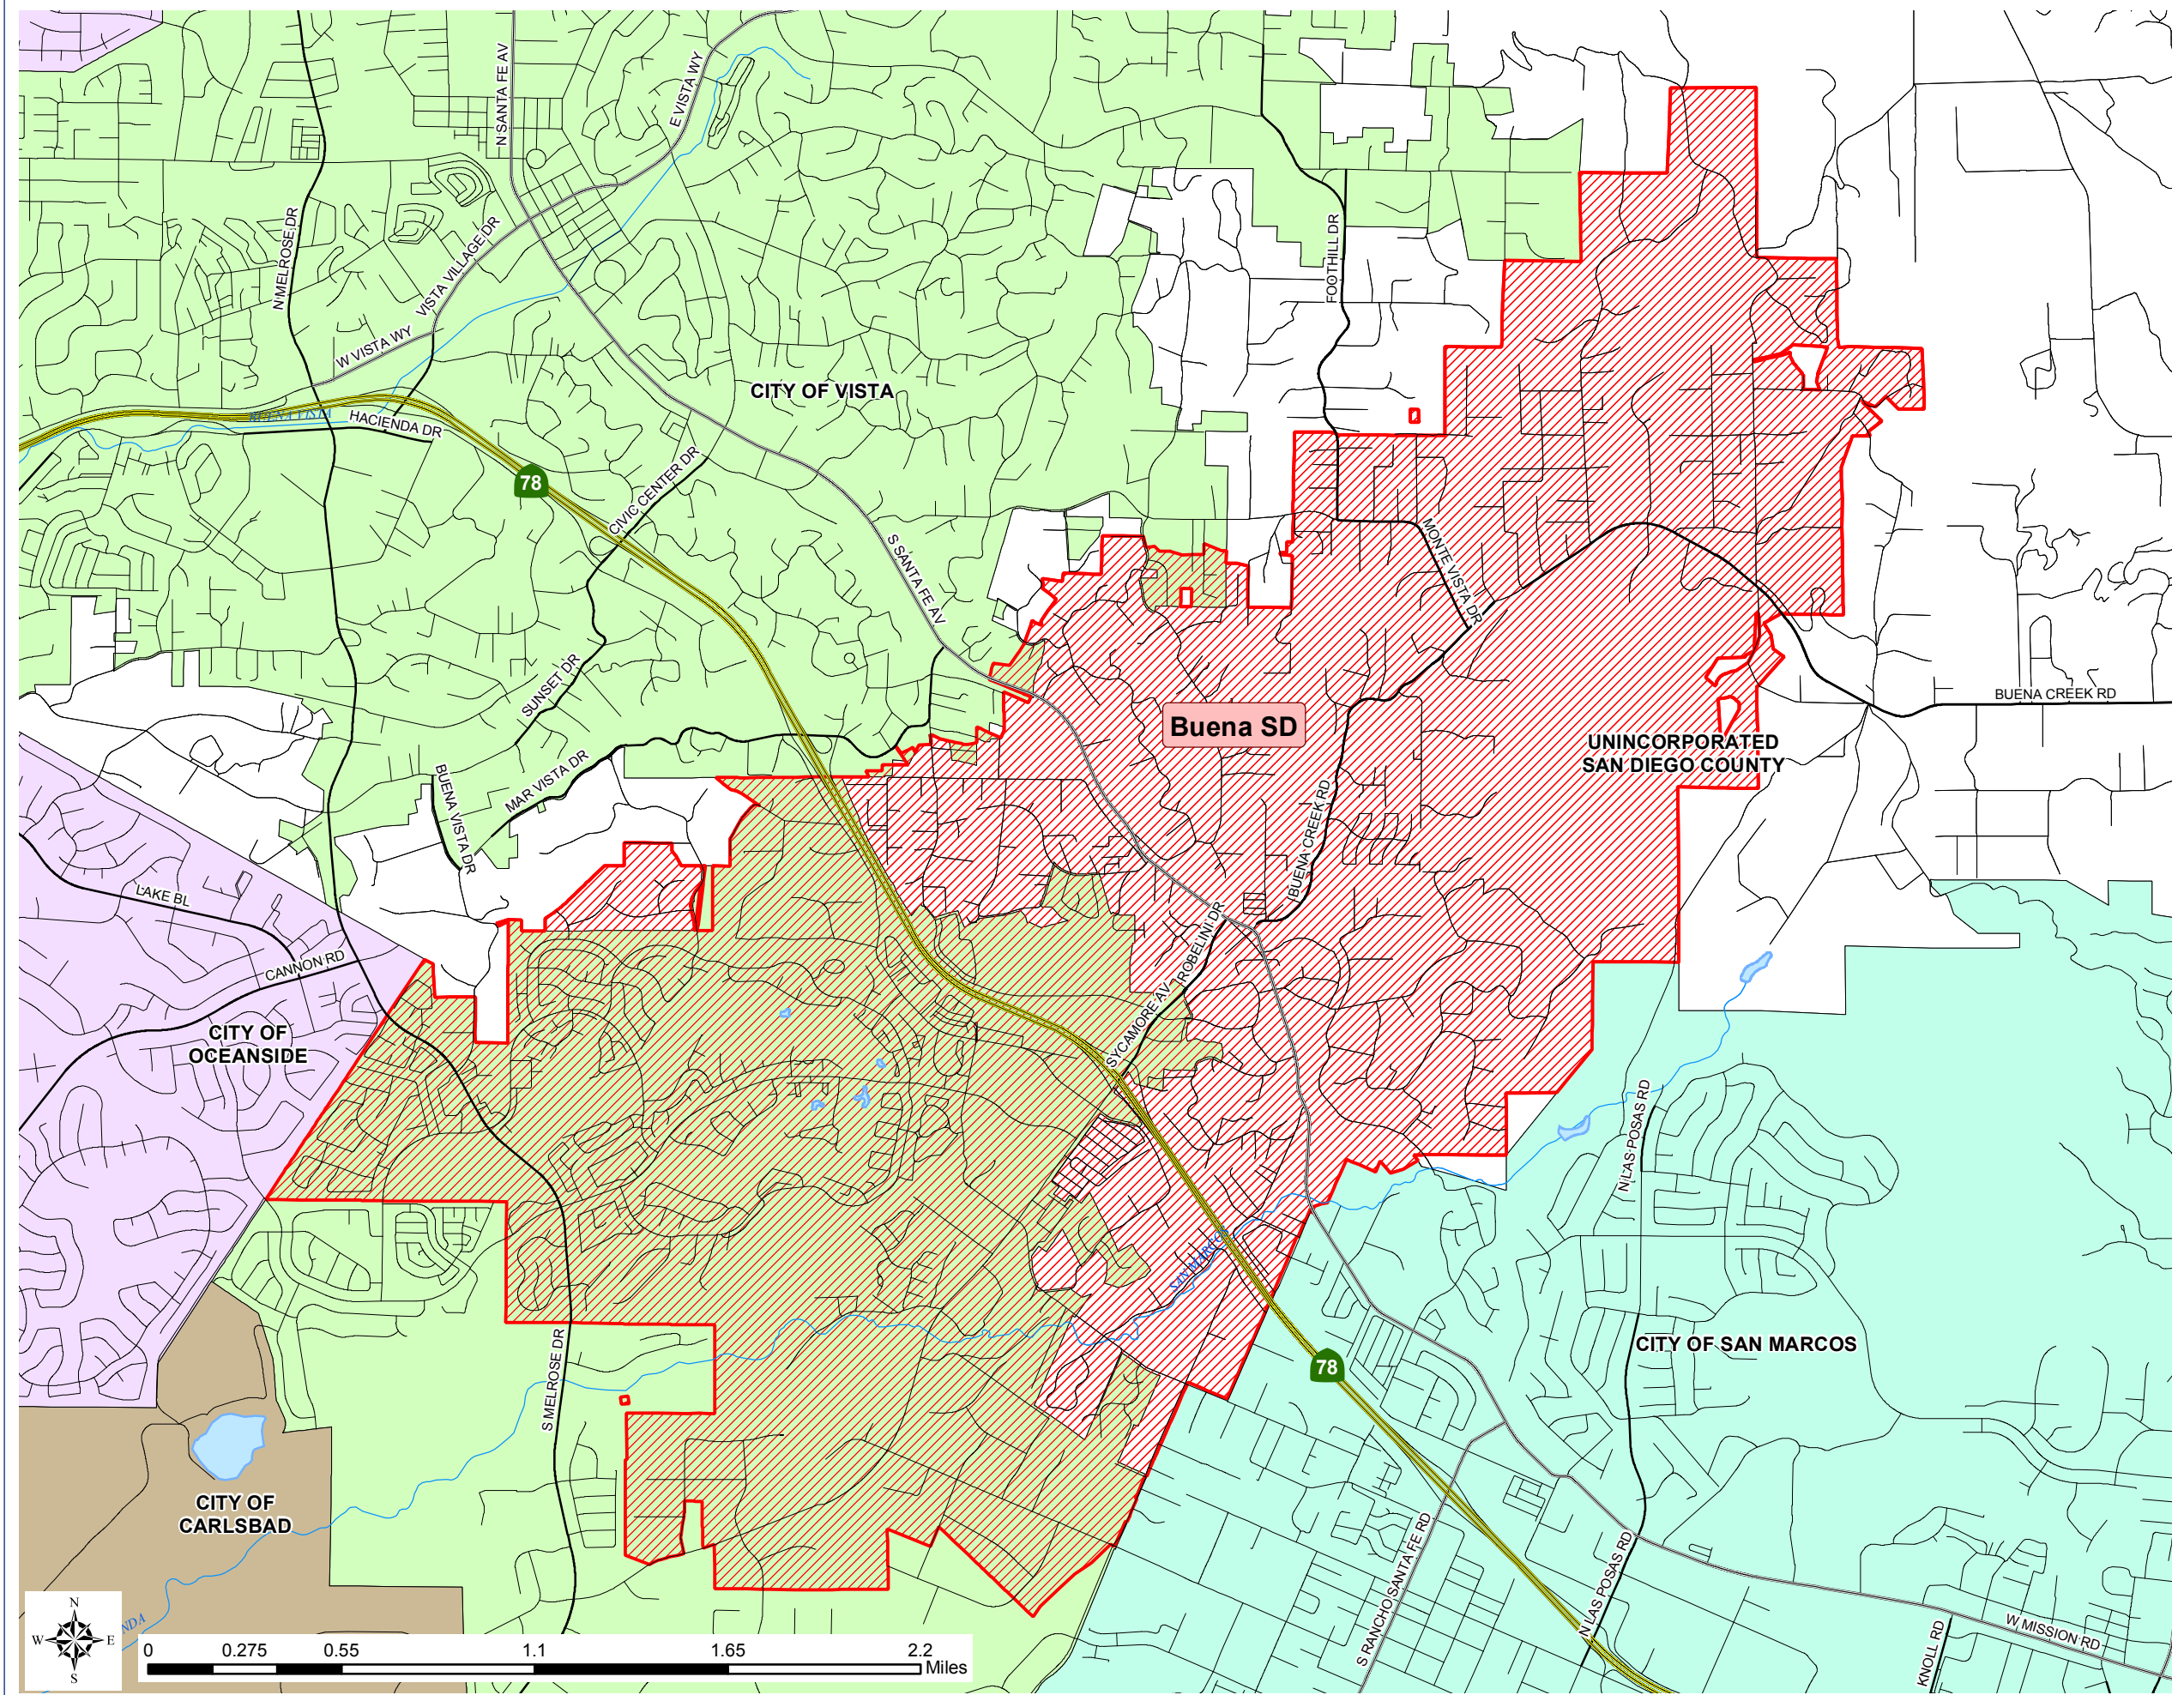 N SANTA FE AV
E VISTA WY
N MELROSE DR
VISTA VILLAGE DR
FOOTHILL DR
W VISTA WY
CITY OF VISTA
BUENA VISTA
HACIENDA DR
78
CIVIC CENTER DR
S SANTA FE AV
MONTE VISTA DR
SUNSET DR
BUENA CREEK RD
Buena SD
UNINCORPORATED
SAN DIEGO COUNTY
MAR VISTA DR
BUENA VISTA DR
BUENA CREEK RD
LAKE BL
ROBELINI DR
CANNON RD
SYCAMORE AV
CITY OF
OCEANSIDE
N LAS POSAS RD
SAN MARCOS
CITY OF SAN MARCOS
S MELROSE DR
78
CITY OF
CARLSBAD
S RANCHO SANTA FE RD
N LAS POSAS RD
W MISSION RD
KNOLL RD
NDA
N
W
E
S
0 0.275 0.55 1.1 1.65 2.2
Miles